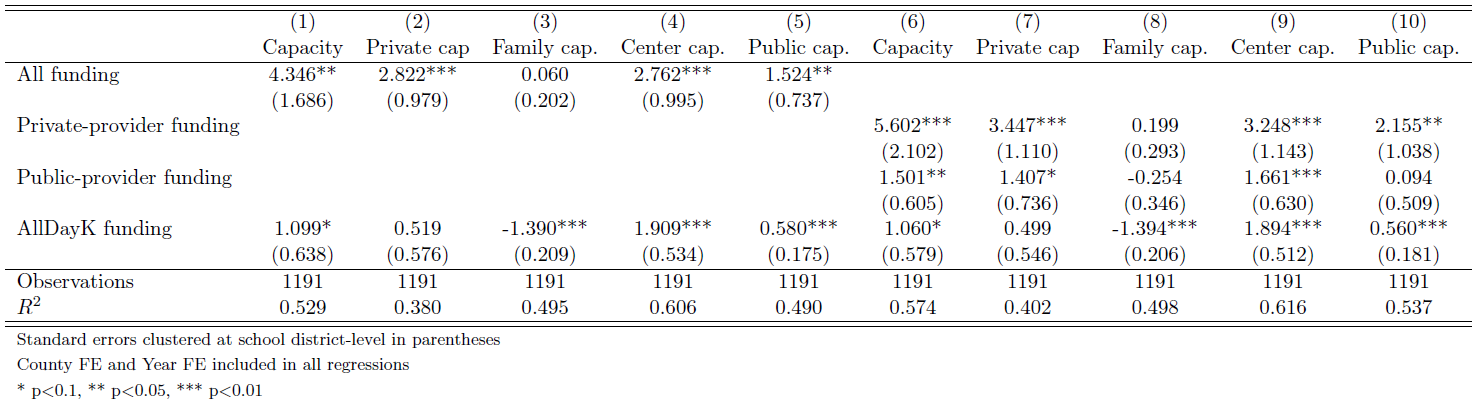 (1) (2) (3) (4) (5) (6) (7) (8) (9) (10)
Capacity Private cap Family cap. Center cap. Public cap. Capacity Private cap Family cap. Center cap. Public cap.
All funding 4.346** 2.822*** 0.060 2.762*** 1.524**
(1.686) (0.979) (0.202) (0.995) (0.737)
Private-provider funding 5.602*** 3.447*** 0.199 3.248*** 2.155**
(2.102) (1.110) (0.293) (1.143) (1.038)
Public-provider funding 1.501** 1.407* -0.254 1.661*** 0.094
(0.605) (0.736) (0.346) (0.630) (0.509)
AllDayK funding 1.099* 0.519 -1.390*** 1.909*** 0.580*** 1.060* 0.499 -1.394*** 1.894*** 0.560***
(0.638) (0.576) (0.209) (0.534) (0.175) (0.579) (0.546) (0.206) (0.512) (0.181)
Observations 1191 1191 1191 1191 1191 1191 1191 1191 1191 1191
R² 0.529 0.380 0.495 0.606 0.490 0.574 0.402 0.498 0.616 0.537
Standard errors clustered at school district-level in parentheses
County FE and Year FE included in all regressions
* p<0.1, ** p<0.05, *** p<0.01